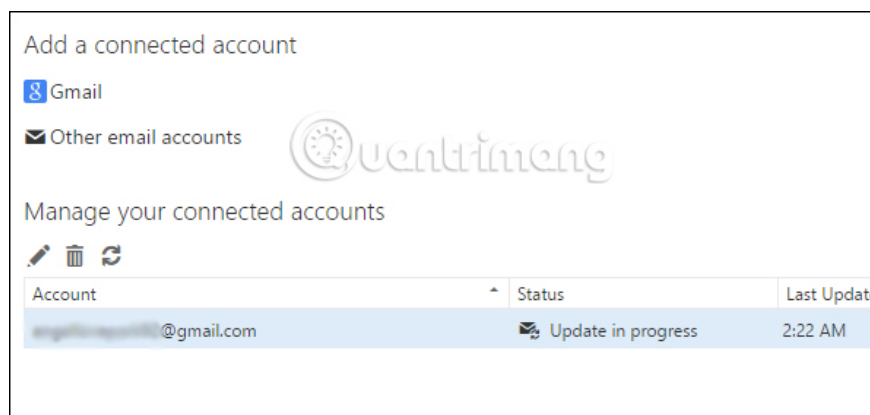 Add a connected account
Gmail
Other email accounts
Quantrimang
Manage your connected accounts
Account Status Last Updat
@gmail.com Update in progress 2:22 AM